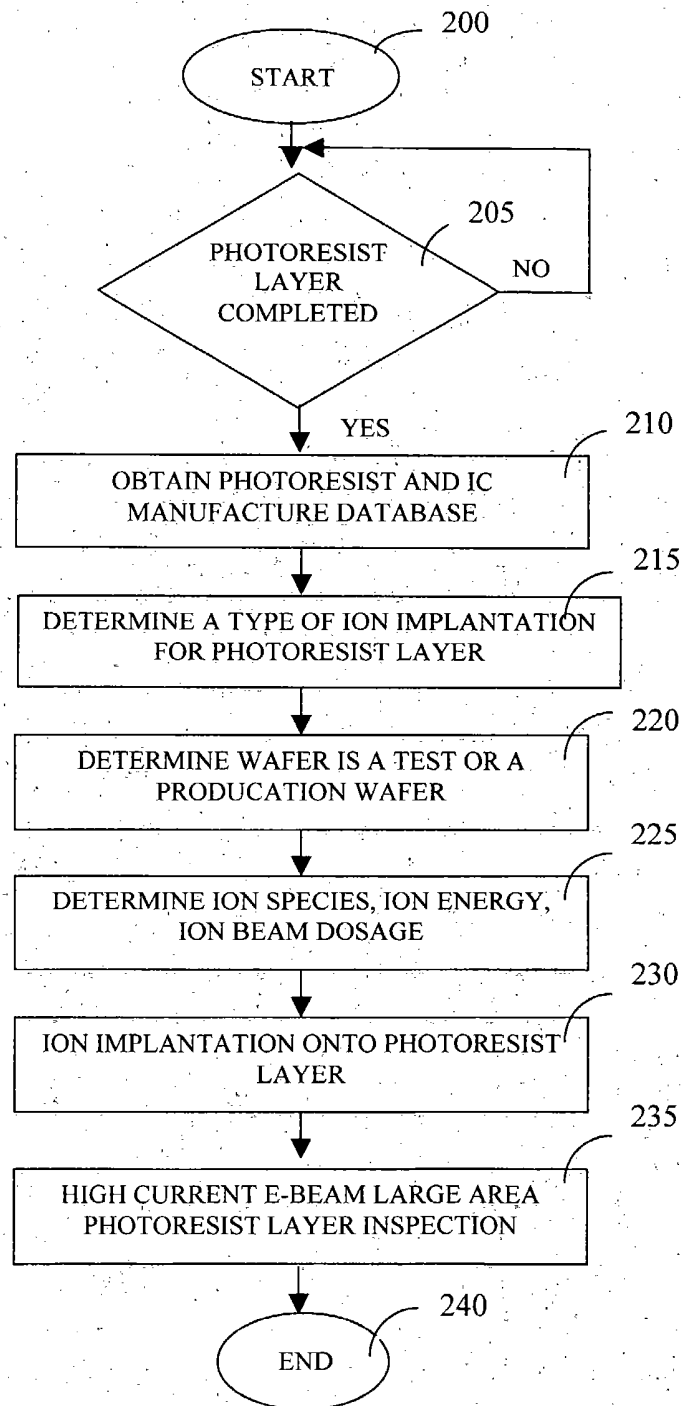 200
START
205
PHOTORESIST
LAYER
COMPLETED
NO
YES
210
OBTAIN PHOTORESIST AND IC
MANUFACTURE DATABASE
215
DETERMINE A TYPE OF ION IMPLANTATION
FOR PHOTORESIST LAYER
220
DETERMINE WAFER IS A TEST OR A
PRODUCATION WAFER
225
DETERMINE ION SPECIES, ION ENERGY,
ION BEAM DOSAGE
230
ION IMPLANTATION ONTO PHOTORESIST
LAYER
235
HIGH CURRENT E-BEAM LARGE AREA
PHOTORESIST LAYER INSPECTION
240
END